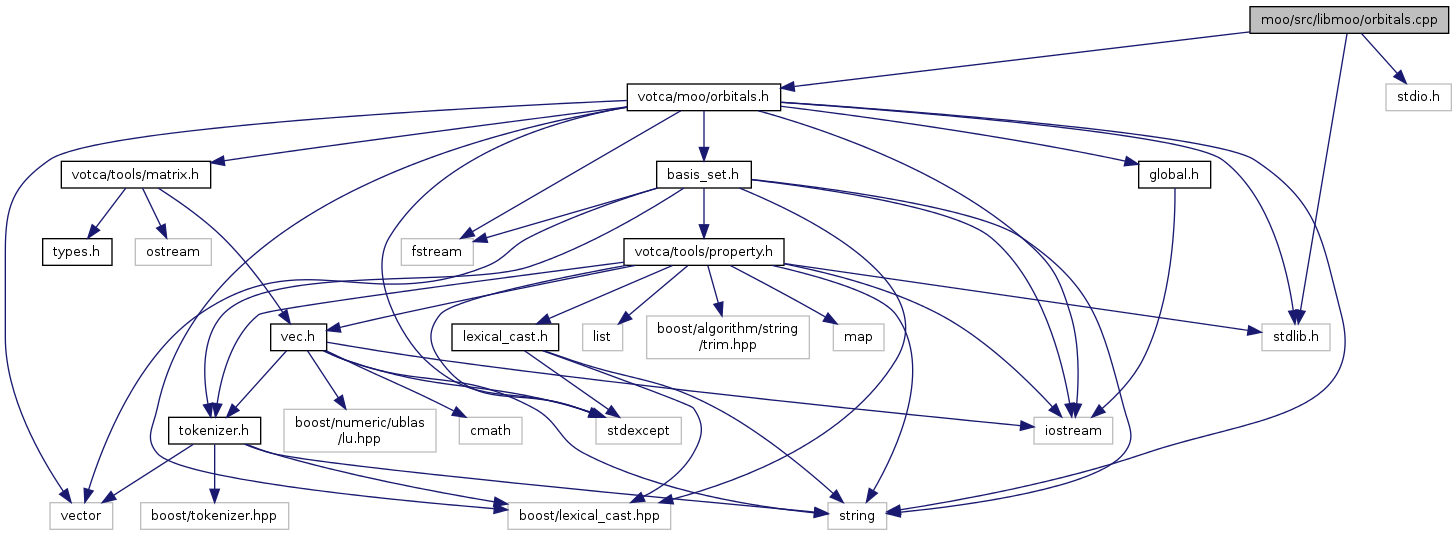 moo/src/libmoo/orbitals.cpp
votca/moo/orbitals.h
stdio.h
votca/tools/matrix.h
basis_set.h
global.h
types.h
ostream
fstream
votca/tools/property.h
vec.h
lexical_cast.h
list
boost/algorithm/string
/trim.hpp
map
stdlib.h
tokenizer.h
boost/numeric/ublas
/lu.hpp
cmath
stdexcept
iostream
vector
boost/tokenizer.hpp
boost/lexical_cast.hpp
string